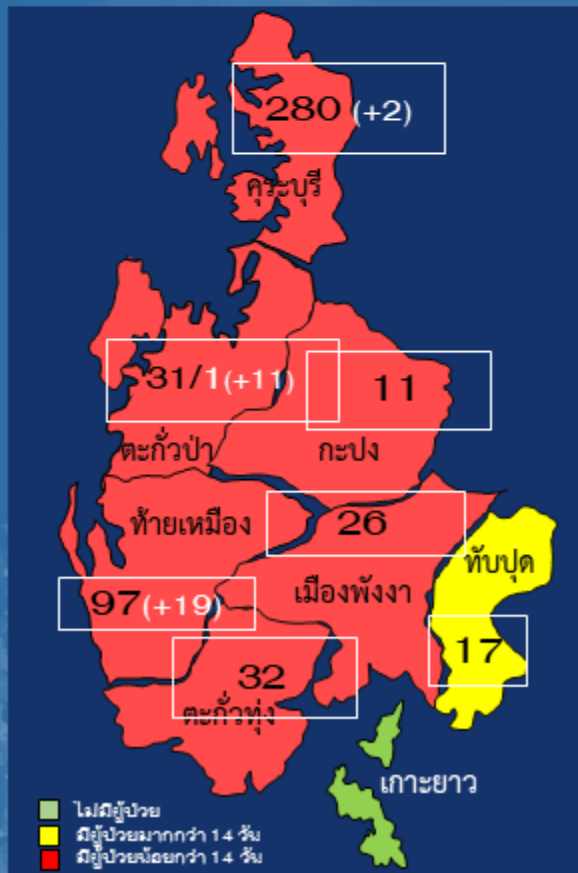 280 (+2)
คุระบุรี
31/1(+11)
11
ตะกั่วป่า
กะปง
ท้ายเหมือง
26
ทับปุด
เมืองพังงา
97(+19)
17
32
ตะกั่วทุ่ง
เกาะยาว
ไม่มีผู้ป่วย
มีผู้ป่วยมากกว่า 14 วัน
มีผู้ป่วยน้อยกว่า 14 วัน